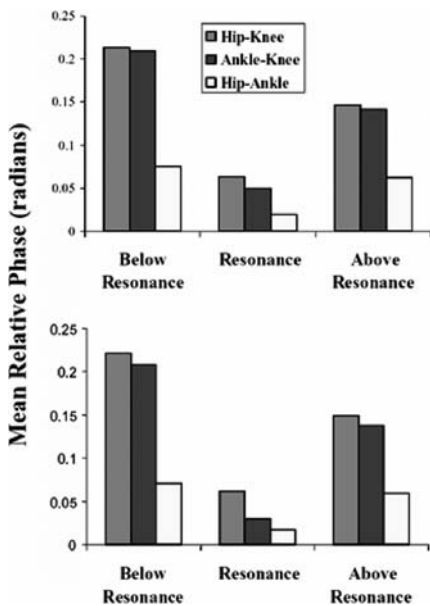 Mean Relative Phase (radians)
0.25
0.2
0.15
0.1
0.05
0
Hip-Knee
Ankle-Knee
Hip-Ankle
Below Resonance
Resonance
Above Resonance
0.25
0.2
0.15
0.1
0.05
0
Below Resonance
Resonance
Above Resonance